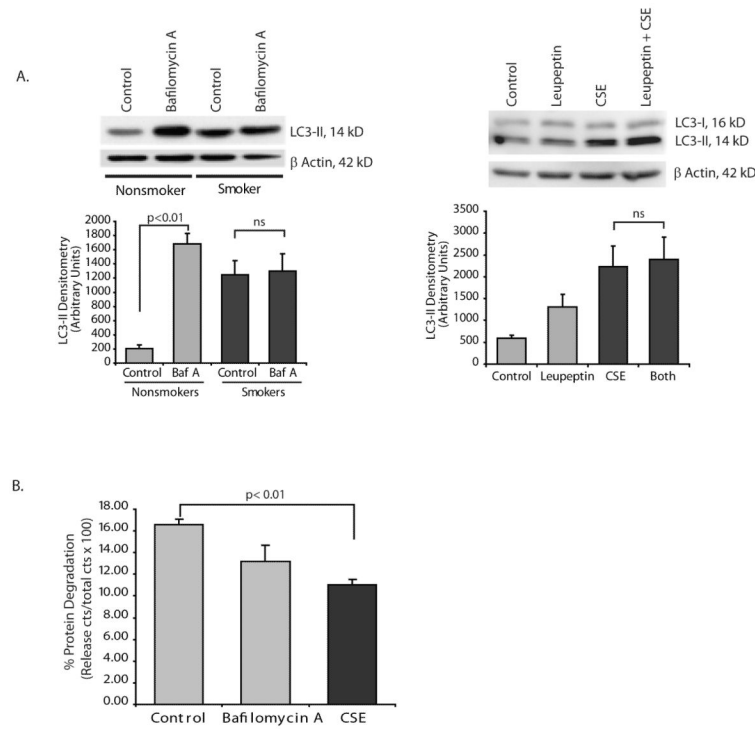 A.
Control
Bafilomycin A
Control
Bafilomycin A
LC3-II, 14 kD
β Actin, 42 kD
Nonsmoker Smoker
p<0.01
ns
LC3-II Densitometry
(Arbitrary Units)
2000
1800
1600
1400
1200
1000
800
600
400
200
0
Control Baf A Control Baf A
Nonsmokers Smokers
Control
Leupeptin
CSE
Leupeptin + CSE
LC3-I, 16 kD
LC3-II, 14 kD
β Actin, 42 kD
ns
LC3-II Densitometry
(Arbitrary Units)
3500
3000
2500
2000
1500
1000
500
0
Control Leupeptin CSE Both
B.
p< 0.01
% Protein Degradation
(Release cts/total cts x 100)
18.00
16.00
14.00
12.00
10.00
8.00
6.00
4.00
2.00
0.00
Control Bafilomycin A CSE